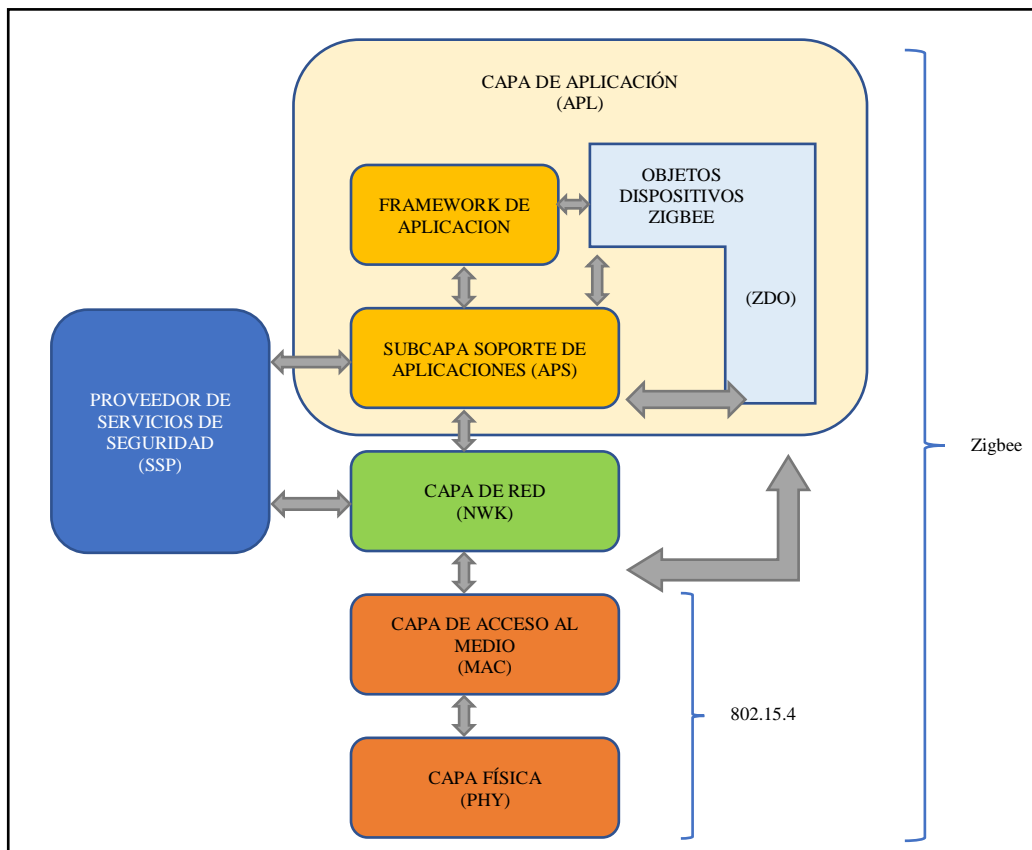 CAPA DE APLICACIÓN
(APL)
FRAMEWORK DE
APLICACION
OBJETOS
DISPOSITIVOS
ZIGBEE
(ZDO)
SUBCAPA SOPORTE DE
APLICACIONES (APS)
PROVEEDOR DE
SERVICIOS DE
SEGURIDAD
(SSP)
Zigbee
CAPA DE RED
(NWK)
CAPA DE ACCESO AL
MEDIO
(MAC)
802.15.4
CAPA FÍSICA
(PHY)